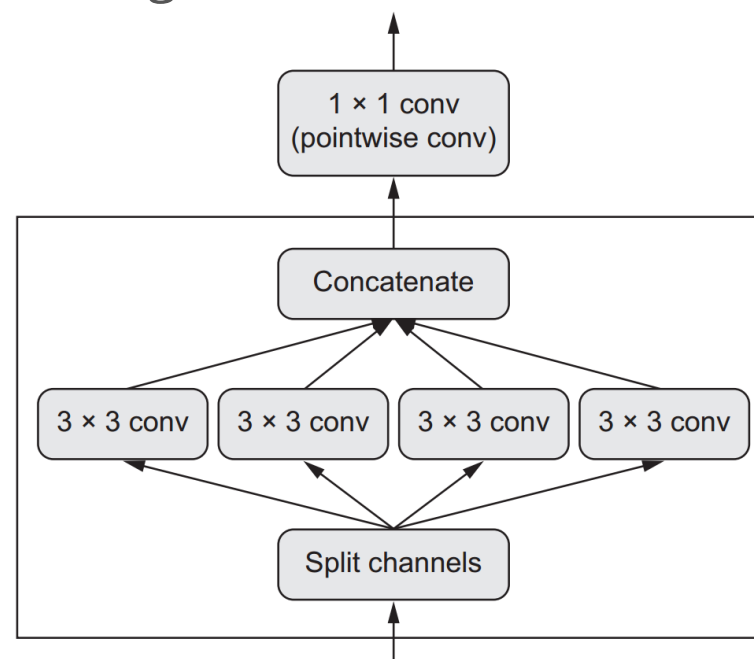 1 × 1 conv
(pointwise conv)
Concatenate
3 × 3 conv
3 × 3 conv
3 × 3 conv
3 × 3 conv
Split channels